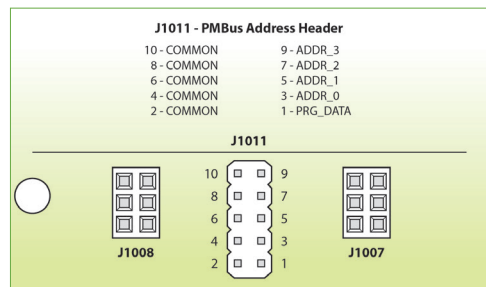 J1011 - PMBus Address Header
10 - COMMON 9 - ADDR_3
8 - COMMON 7 - ADDR_2
6 - COMMON 5 - ADDR_1
4 - COMMON 3 - ADDR_0
2 - COMMON 1 - PRG_DATA
J1011
10 9
8 7
6 5
4 3
2 1
J1008 J1007